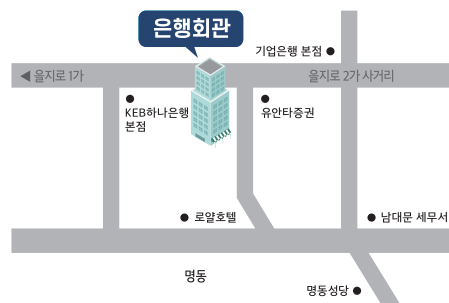 은행회관
기업은행 본점
◀ 을지로 1가
을지로 2가 사거리
KEB하나은행
본점
유안타증권
로얄호텔
남대문 세무서
명동
명동성당